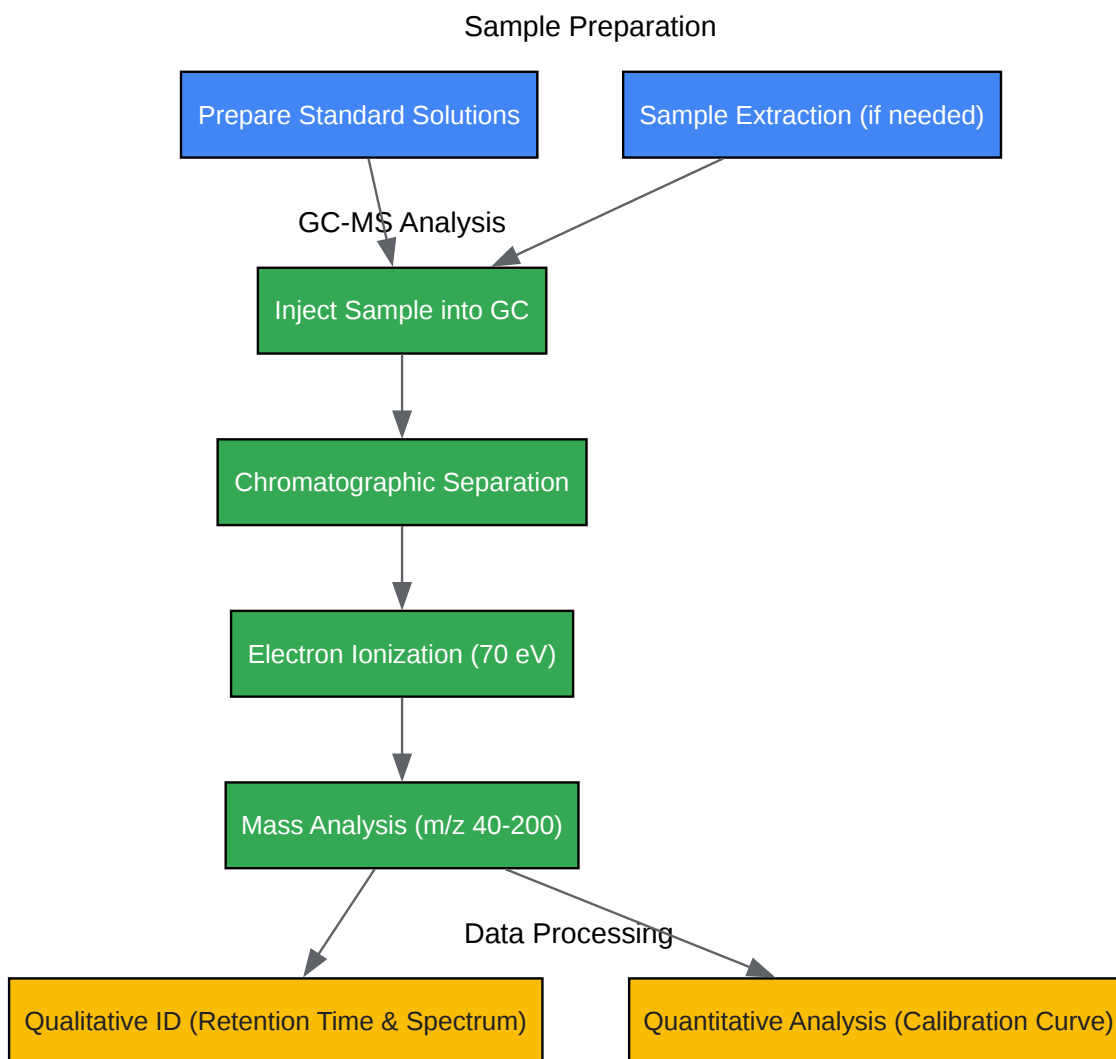 Sample Preparation
Prepare Standard Solutions
Sample Extraction (if needed)
GC-MS Analysis
Inject Sample into GC
Chromatographic Separation
Electron Ionization (70 eV)
Mass Analysis (m/z 40-200)
Data Processing
Qualitative ID (Retention Time & Spectrum)
Quantitative Analysis (Calibration Curve)